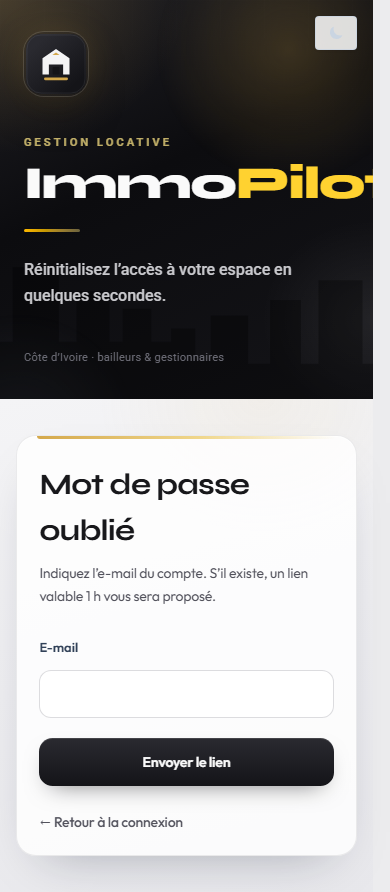 GESTION LOCATIVE
ImmoPilot
Réinitialisez l’accès à votre espace en
quelques secondes.
Côte d’Ivoire · bailleurs & gestionnaires
Mot de passe
oublié
Indiquez l’e-mail du compte. S’il existe, un lien
valable 1 h vous sera proposé.
E-mail
Envoyer le lien
← Retour à la connexion